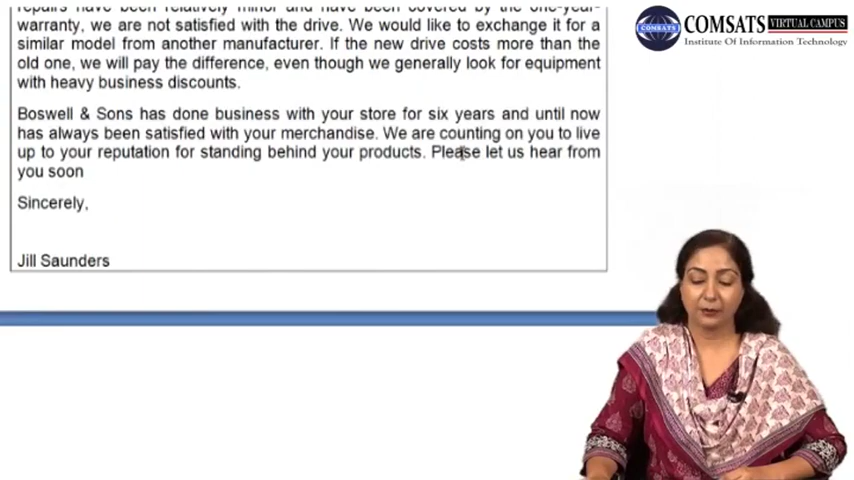 repairs have been relatively minor and have been covered by the one-year-
warranty, we are not satisfied with the drive. We would like to exchange it for a
similar model from another manufacturer. If the new drive costs more than the
old one, we will pay the difference, even though we generally look for equipment
with heavy business discounts.
Boswell & Sons has done business with your store for six years and until now
has always been satisfied with your merchandise. We are counting on you to live
up to your reputation for standing behind your products. Please let us hear from
you soon
Sincerely,
Jill Saunders
COMSATS VIRTUAL CAMPUS
Institute Of Information Technology
COMSATS